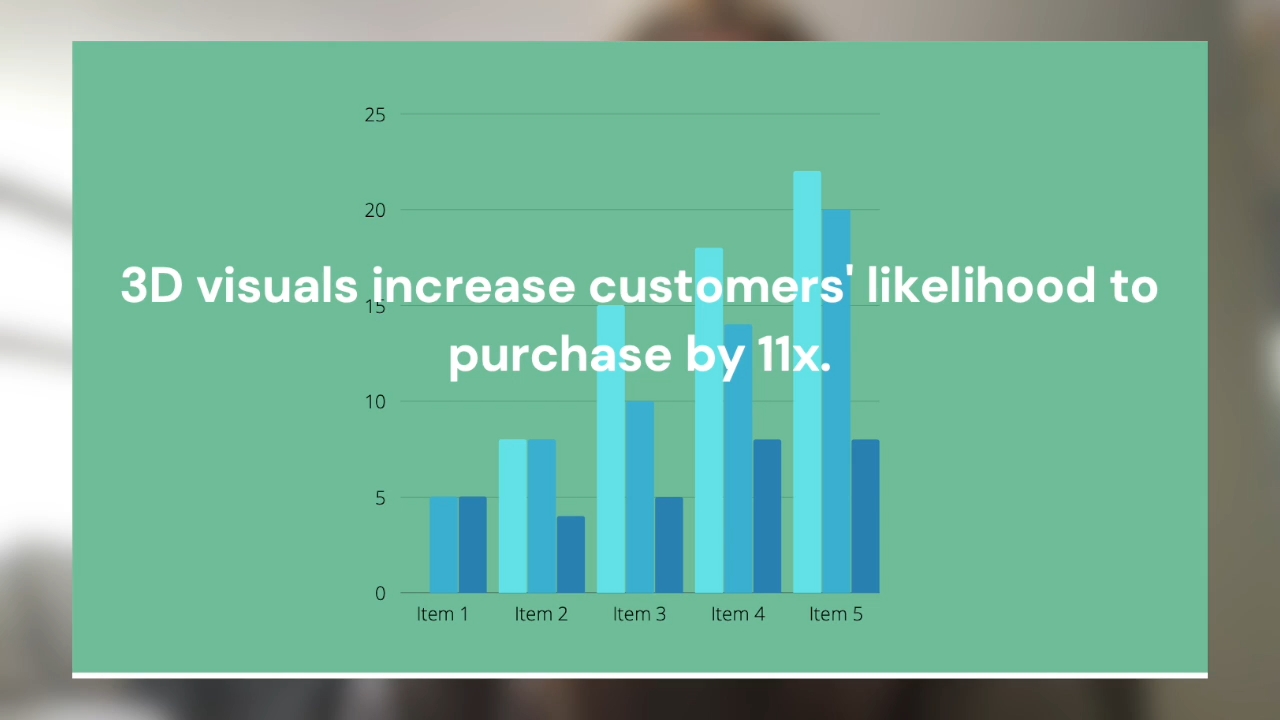 25
20
3D visuals increase customers' likelihood to
15
purchase by 11x.
10
5
0
Item 1 Item 2 Item 3 Item 4 Item 5